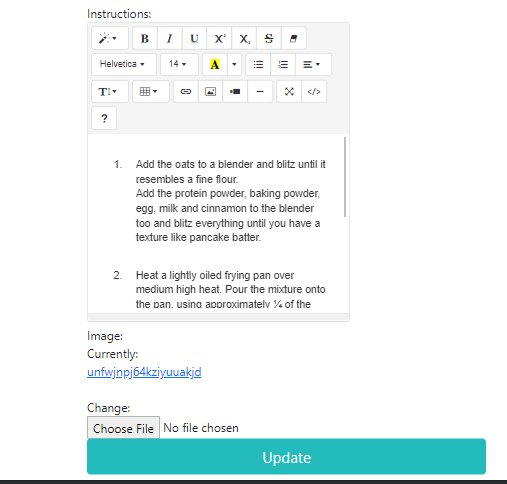 Instructions:
B I U X² X₂ S
Helvetica 14 A
T↕ </>
?
1. Add the oats to a blender and blitz until it
resembles a fine flour.
Add the protein powder, baking powder,
egg, milk and cinnamon to the blender
too and blitz everything until you have a
texture like pancake batter.
2. Heat a lightly oiled frying pan over
medium high heat. Pour the mixture onto
the pan, using approximately ¼ of the
Image:
Currently:
unfwjnpj64kziyuuakjd
Change:
Choose File No file chosen
Update